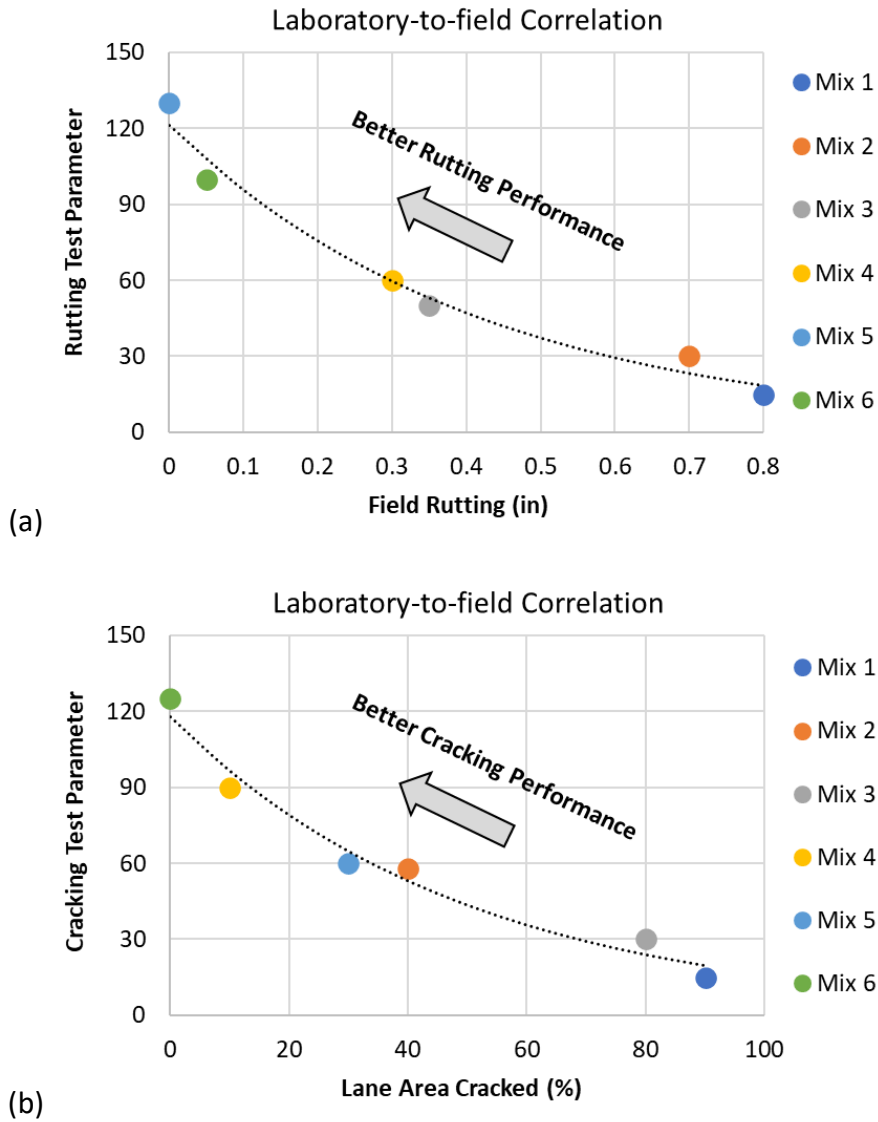 Laboratory-to-field Correlation
150
120
90
60
30
0
Rutting Test Parameter
Better Rutting Performance
0 0.1 0.2 0.3 0.4 0.5 0.6 0.7 0.8
Field Rutting (in)
Mix 1
Mix 2
Mix 3
Mix 4
Mix 5
Mix 6
(a)
Laboratory-to-field Correlation
150
120
90
60
30
0
Cracking Test Parameter
Better Cracking Performance
0 20 40 60 80 100
Lane Area Cracked (%)
Mix 1
Mix 2
Mix 3
Mix 4
Mix 5
Mix 6
(b)